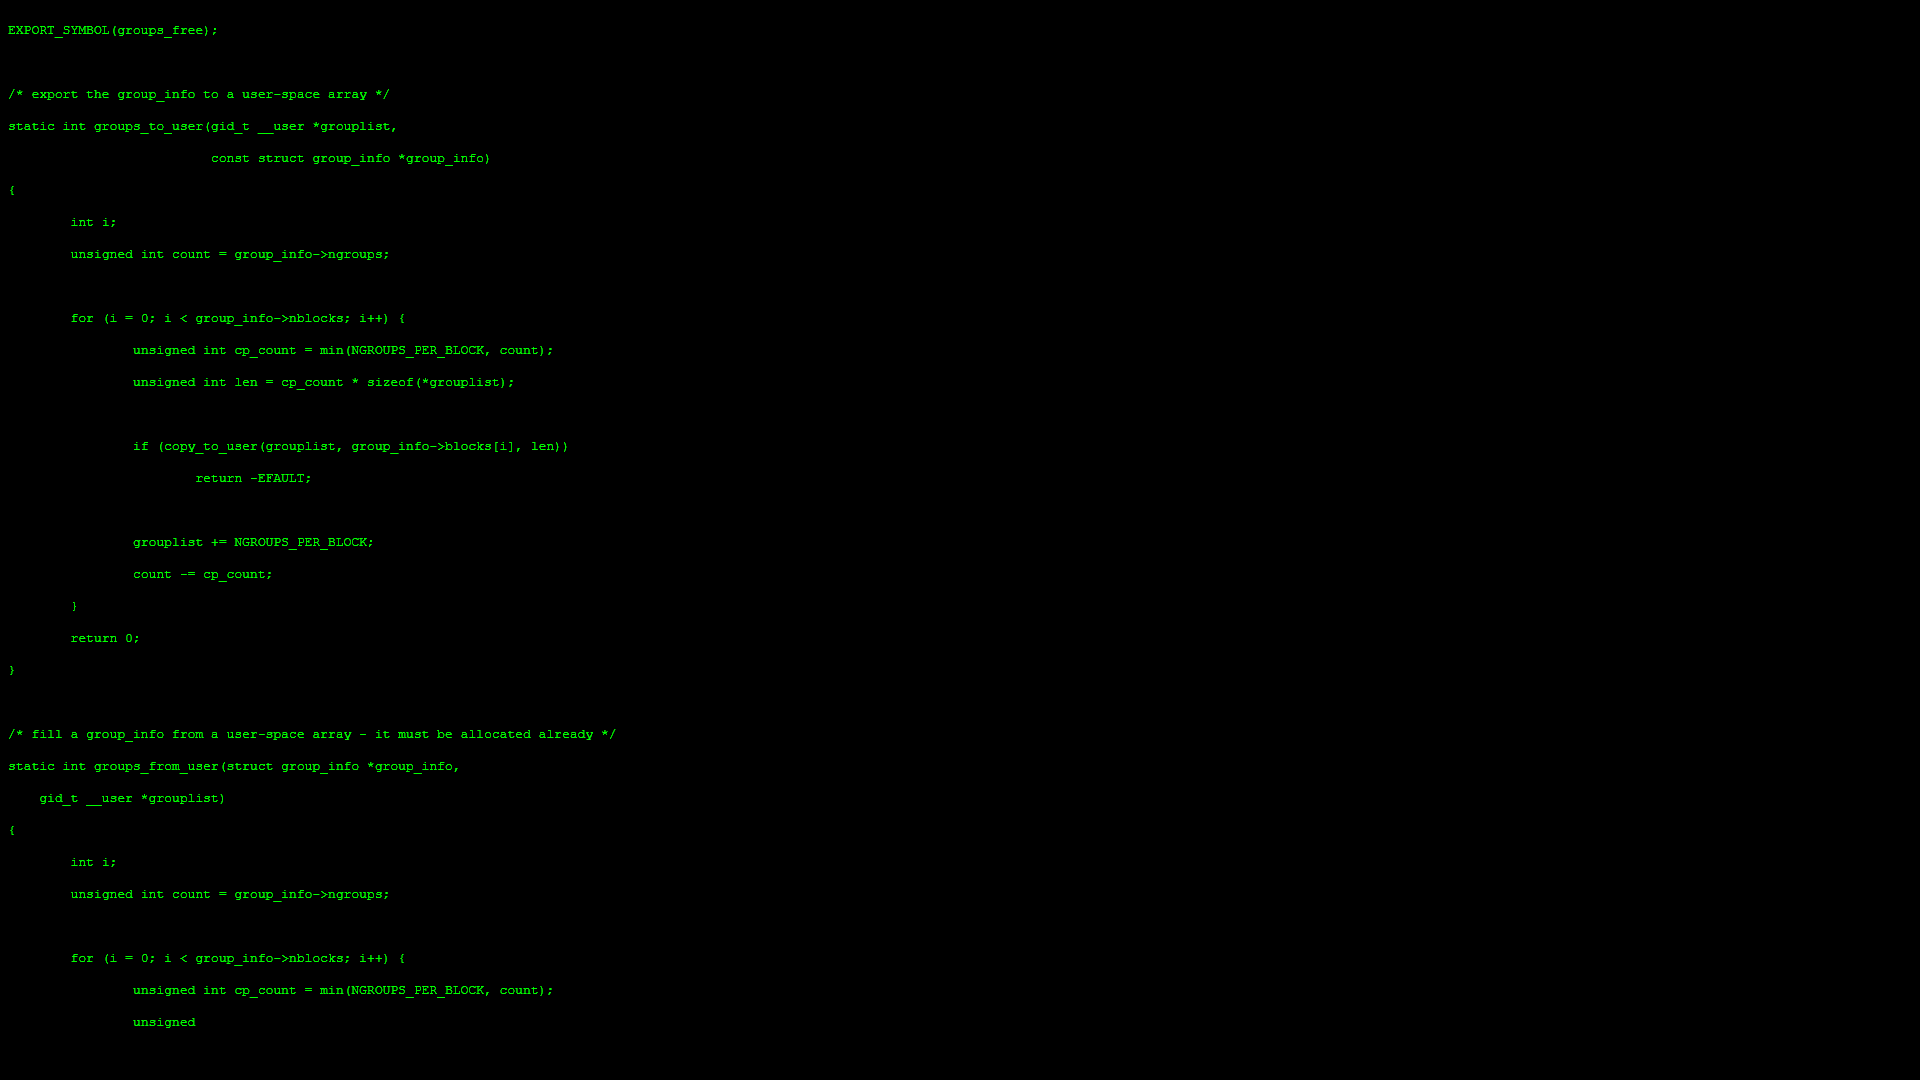 EXPORT_SYMBOL(groups_free);
/* export the group_info to a user-space array */
static int groups_to_user(gid_t __user *grouplist,
                          const struct group_info *group_info)
{
        int i;
        unsigned int count = group_info->ngroups;
        for (i = 0; i < group_info->nblocks; i++) {
                unsigned int cp_count = min(NGROUPS_PER_BLOCK, count);
                unsigned int len = cp_count * sizeof(*grouplist);
                if (copy_to_user(grouplist, group_info->blocks[i], len))
                        return -EFAULT;
                grouplist += NGROUPS_PER_BLOCK;
                count -= cp_count;
        }
        return 0;
}
/* fill a group_info from a user-space array - it must be allocated already */
static int groups_from_user(struct group_info *group_info,
    gid_t __user *grouplist)
{
        int i;
        unsigned int count = group_info->ngroups;
        for (i = 0; i < group_info->nblocks; i++) {
                unsigned int cp_count = min(NGROUPS_PER_BLOCK, count);
                unsigned